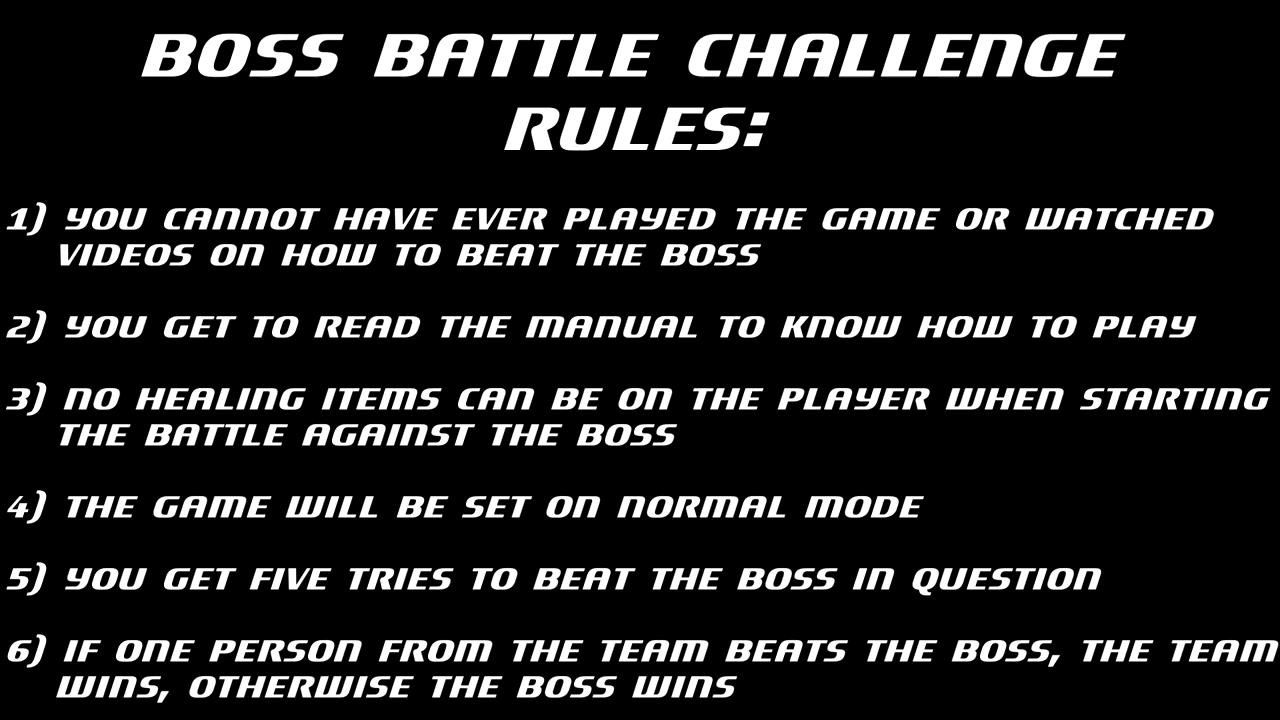 BOSS BATTLE CHALLENGE
RULES:
1) YOU CANNOT HAVE EVER PLAYED THE GAME OR WATCHED
VIDEOS ON HOW TO BEAT THE BOSS
2) YOU GET TO READ THE MANUAL TO KNOW HOW TO PLAY
3) NO HEALING ITEMS CAN BE ON THE PLAYER WHEN STARTING
THE BATTLE AGAINST THE BOSS
4) THE GAME WILL BE SET ON NORMAL MODE
5) YOU GET FIVE TRIES TO BEAT THE BOSS IN QUESTION
6) IF ONE PERSON FROM THE TEAM BEATS THE BOSS, THE TEAM
WINS, OTHERWISE THE BOSS WINS